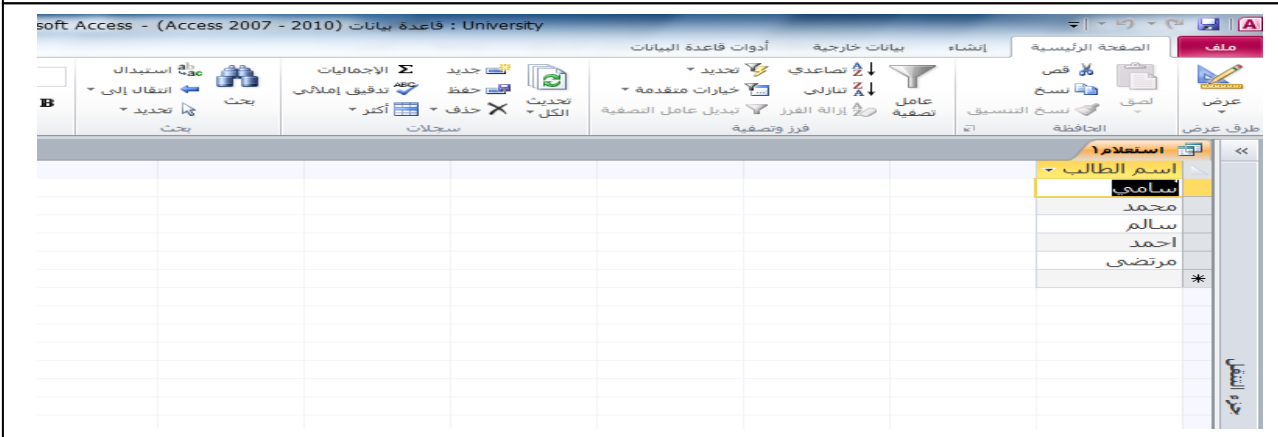 University : قاعدة بيانات (Access 2007 - 2010) - soft Access
ملف الصفحة الرئيسية إنشاء بيانات خارجية أدوات قاعدة البيانات
عرض
طرق عرض
لصق
قص
نسخ
نسخ التنسيق
الحافظة
عامل تصفية
تصاعدي
تنازلي
إزالة الفرز
تحديد
خيارات متقدمة
تبديل عامل التصفية
فرز وتصفية
تحديث الكل
جديد
حفظ
حذف
Σ الإجماليات
تدقيق إملائي
أكثر
سجلات
بحث
استبدال
انتقال إلى
تحديد
بحث
B
استعلام١
اسم الطالب
سامي
محمد
سالم
احمد
مرتضى
جزء التنقل